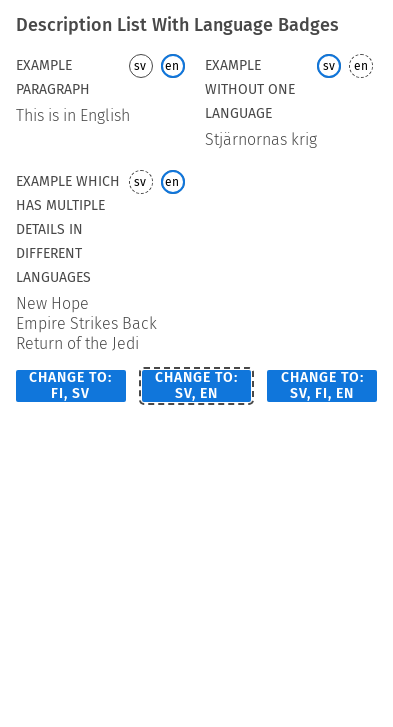 Description List With Language Badges
EXAMPLE PARAGRAPH
sv en
This is in English
EXAMPLE WITHOUT ONE LANGUAGE
sv en
Stjärnornas krig
EXAMPLE WHICH HAS MULTIPLE DETAILS IN DIFFERENT LANGUAGES
sv en
New Hope
Empire Strikes Back
Return of the Jedi
CHANGE TO: FI, SV
CHANGE TO: SV, EN
CHANGE TO: SV, FI, EN